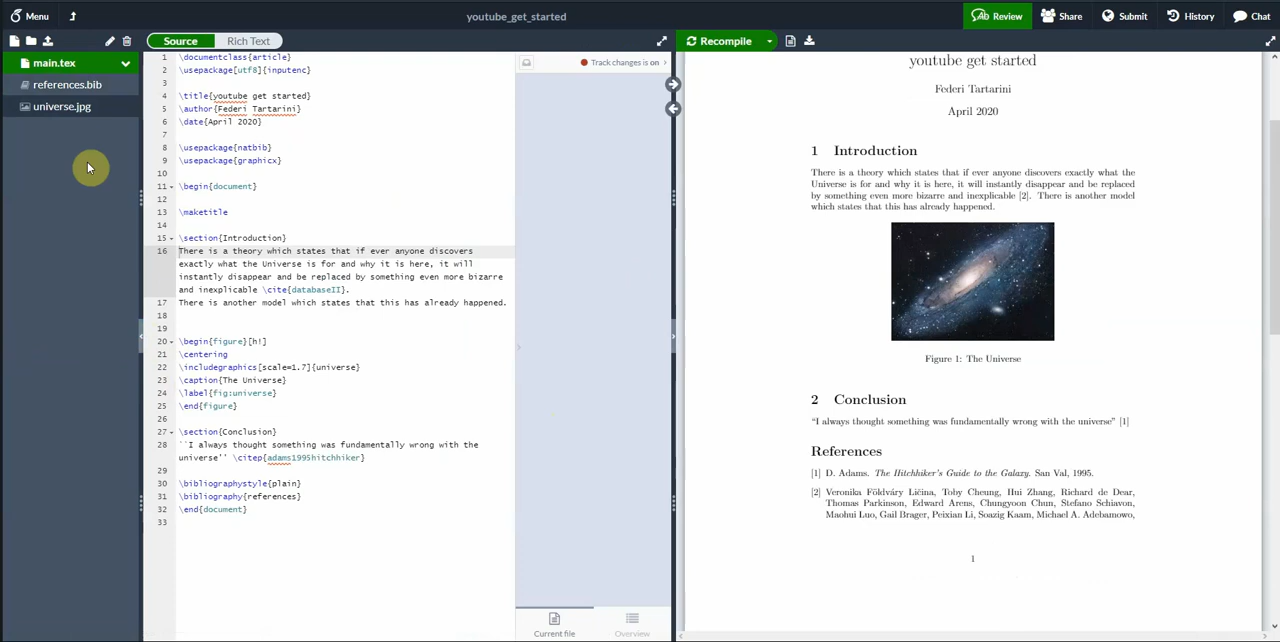 Menu
youtube_get_started
Review
Share
Submit
History
Chat
Source
Rich Text
Recompile
main.tex
references.bib
universe.jpg
Track changes is on
1 \documentclass{article}
2 \usepackage[utf8]{inputenc}
3
4 \title{youtube get started}
5 \author{Federi Tartarini}
6 \date{April 2020}
7
8 \usepackage{natbib}
9 \usepackage{graphicx}
10
11 \begin{document}
12
13 \maketitle
14
15 \section{Introduction}
16 There is a theory which states that if ever anyone discovers
exactly what the Universe is for and why it is here, it will
instantly disappear and be replaced by something even more bizarre
and inexplicable \cite{databaseII}.
17 There is another model which states that this has already happened.
18
19
20 \begin{figure}[h!]
21 \centering
22 \includegraphics[scale=1.7]{universe}
23 \caption{The Universe}
24 \label{fig:universe}
25 \end{figure}
26
27 \section{Conclusion}
28 ``I always thought something was fundamentally wrong with the
universe'' \citep{adams1995hitchhiker}
29
30 \bibliographystyle{plain}
31 \bibliography{references}
32 \end{document}
33
Current file
Overview
youtube get started
Federi Tartarini
April 2020
1 Introduction
There is a theory which states that if ever anyone discovers exactly what the
Universe is for and why it is here, it will instantly disappear and be replaced
by something even more bizarre and inexplicable [2]. There is another model
which states that this has already happened.
Figure 1: The Universe
2 Conclusion
“I always thought something was fundamentally wrong with the universe” [1]
References
[1] D. Adams. The Hitchhiker's Guide to the Galaxy. San Val, 1995.
[2] Veronika Földváry Ličina, Toby Cheung, Hui Zhang, Richard de Dear,
Thomas Parkinson, Edward Arens, Chungyoon Chun, Stefano Schiavon,
Maohui Luo, Gail Brager, Peixian Li, Soazig Kaam, Michael A. Adebamowo,
1